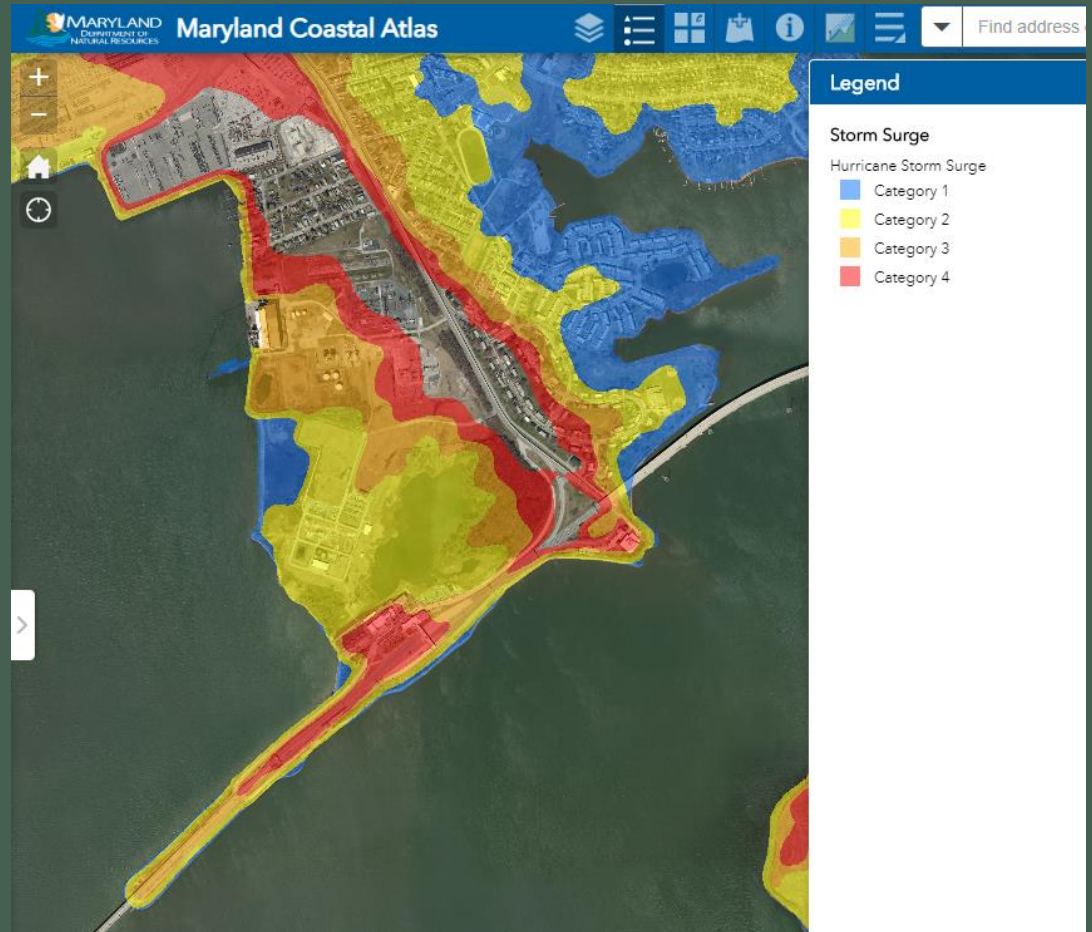 MARYLAND
DEPARTMENT OF
NATURAL RESOURCES
Maryland Coastal Atlas
Find address
+
−
Legend
Storm Surge
Hurricane Storm Surge
Category 1
Category 2
Category 3
Category 4